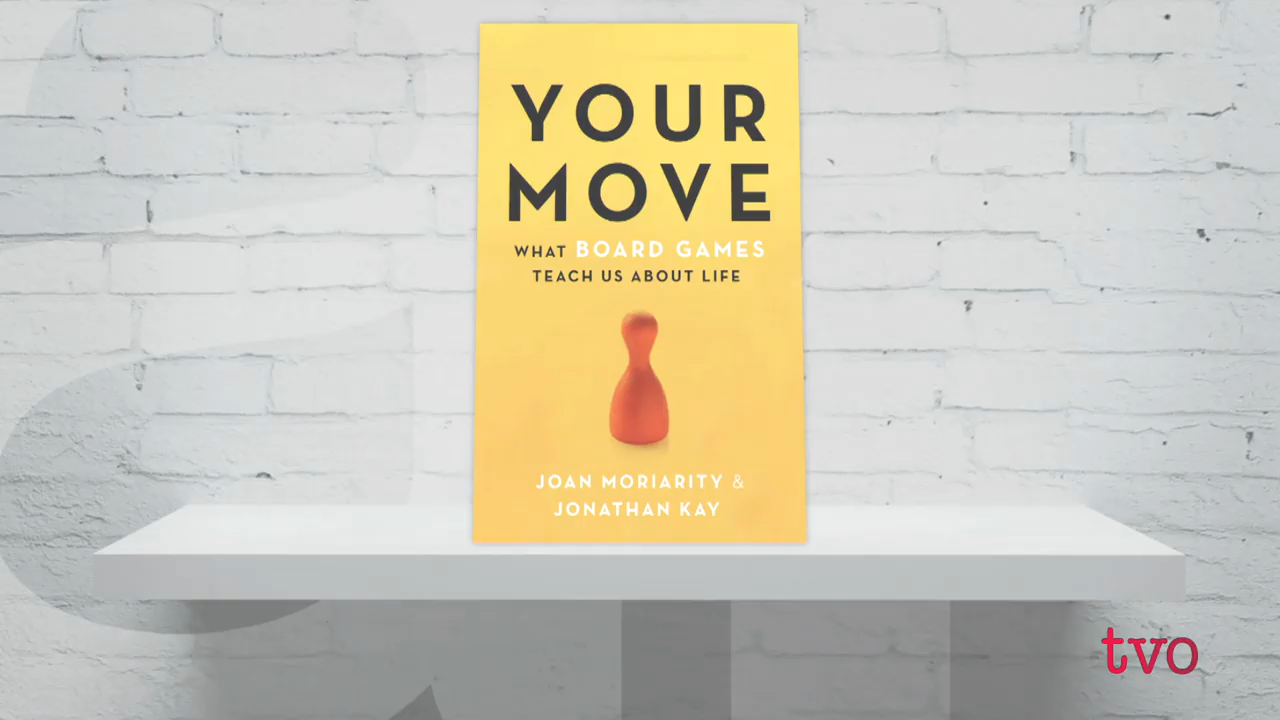 YOUR
MOVE
WHAT BOARD GAMES
TEACH US ABOUT LIFE
JOAN MORIARITY &
JONATHAN KAY
tvo